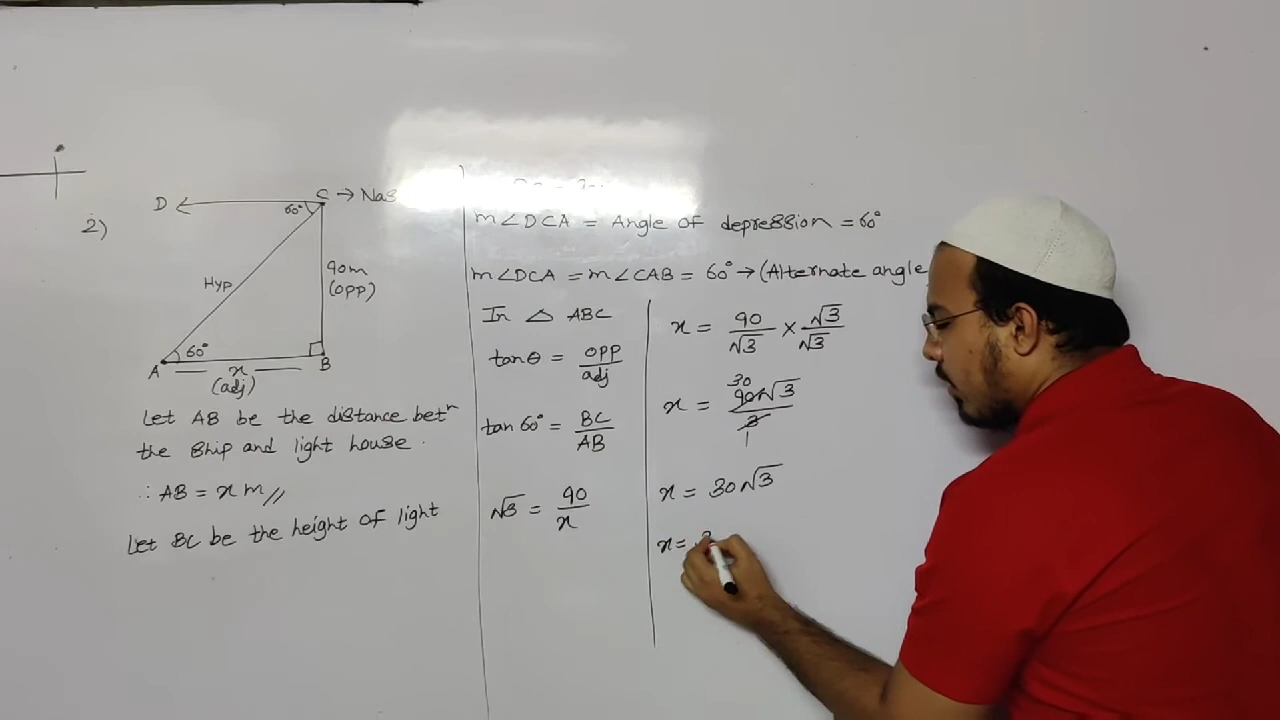 2)
D
C → Nas
60°
Hyp
90m
(opp)
60°
A
x
(adj)
B
Let AB be the distance betⁿ
the ship and light house.
∴ AB = x m //
Let BC be the height of light
m∠DCA = Angle of depression = 60°
m∠DCA = m∠CAB = 60° → (Alternate angle
In △ ABC
tanθ = opp/adj
tan 60° = BC/AB
√3 = 90/x
x = 90/√3 × √3/√3
30
x = 90√3/3
1
x = 30√3
x =